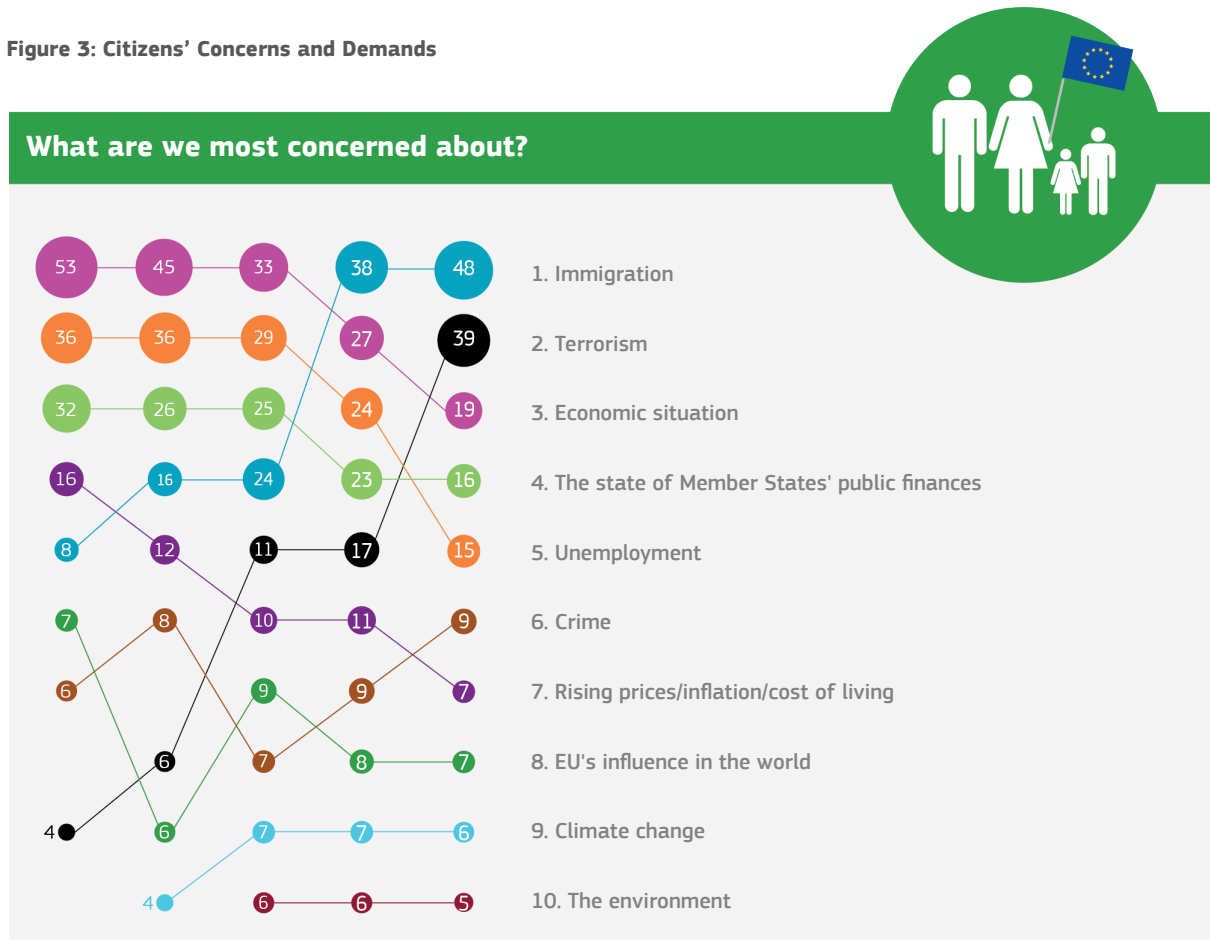 Figure 3: Citizens’ Concerns and Demands
What are we most concerned about?
53 45 33 38 48 1. Immigration
36 36 29 27 39 2. Terrorism
32 26 25 24 19 3. Economic situation
16 16 24 23 16 4. The state of Member States' public finances
8 12 11 17 15 5. Unemployment
7 8 10 11 9 6. Crime
6 9 9 7 7. Rising prices/inflation/cost of living
6 7 8 7 8. EU's influence in the world
4 6 7 7 6 9. Climate change
4 6 6 5 10. The environment